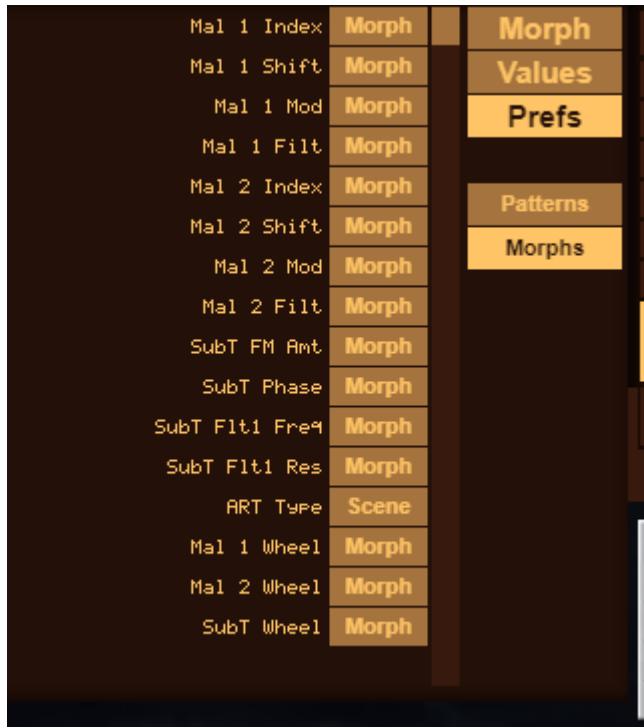 Mal 1 Index Morph
Mal 1 Shift Morph
Mal 1 Mod Morph
Mal 1 Filt Morph
Mal 2 Index Morph
Mal 2 Shift Morph
Mal 2 Mod Morph
Mal 2 Filt Morph
SubT FM Amt Morph
SubT Phase Morph
SubT Flt1 Freq Morph
SubT Flt1 Res Morph
ART Type Scene
Mal 1 Wheel Morph
Mal 2 Wheel Morph
SubT Wheel Morph
Morph
Values
Prefs
Patterns
Morphs